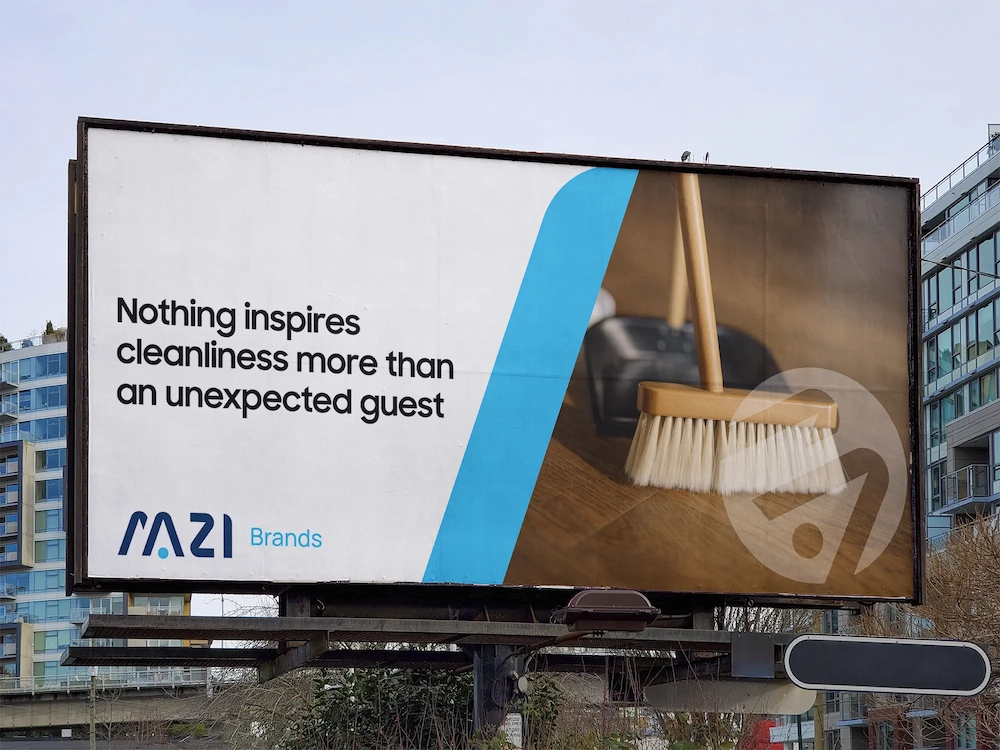 Nothing inspires
cleanliness more than
an unexpected guest
MAZI Brands